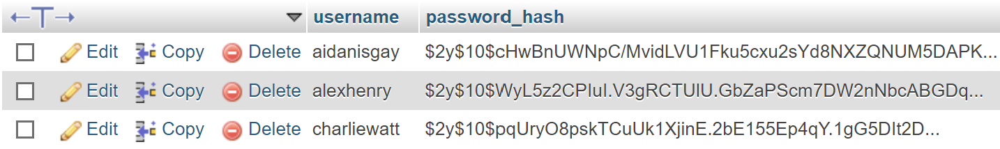 username password_hash
Edit Copy Delete aidanisgay $2y$10$cHwBnUWNpC/MvidLVU1Fku5cxu2sYd8NXZQNUM5DAPK...
Edit Copy Delete alexhenry $2y$10$WyL5z2CPIuI.V3gRCTUlU.GbZaPScm7DW2nNbcABGDq...
Edit Copy Delete charliewatt $2y$10$pqUryO8pskTCuUk1XjinE.2bE155Ep4qY.1gG5DIt2D...